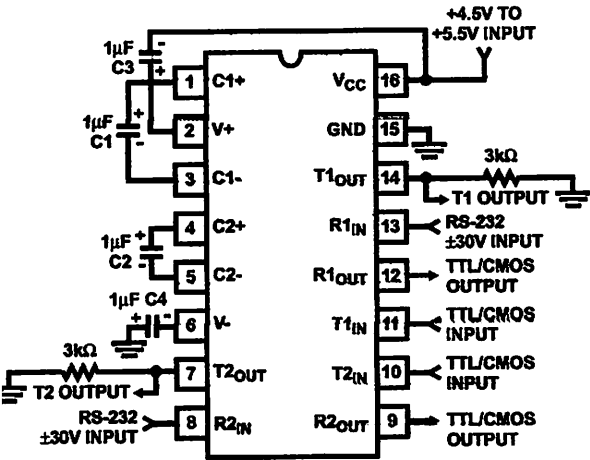 +4.5V TO
+5.5V INPUT
1µF
C3
-
+
1µF
C1
+
-
1µF
C2
+
-
1µF C4
+
-
3kΩ
T2 OUTPUT
RS-232
±30V INPUT
1 C1+
2 V+
3 C1-
4 C2+
5 C2-
6 V-
7 T2OUT
8 R2IN
VCC 16
GND 15
T1OUT 14
R1IN 13
R1OUT 12
T1IN 11
T2IN 10
R2OUT 9
3kΩ
T1 OUTPUT
RS-232
±30V INPUT
TTL/CMOS
OUTPUT
TTL/CMOS
INPUT
TTL/CMOS
INPUT
TTL/CMOS
OUTPUT